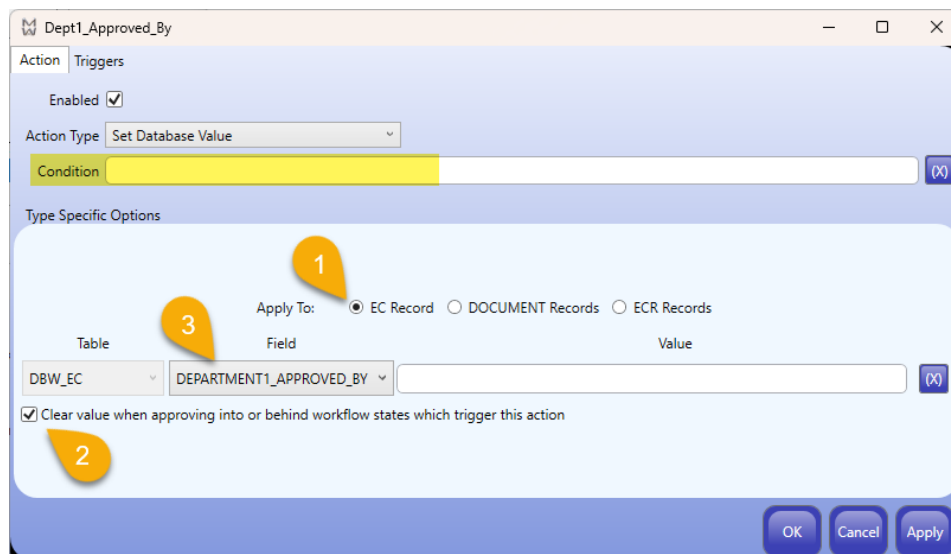 Dept1_Approved_By
Action Triggers
Enabled
Action Type Set Database Value
Condition (X)
Type Specific Options
1
Apply To: EC Record DOCUMENT Records ECR Records
3
Table Field Value
DBW_EC DEPARTMENT1_APPROVED_BY (X)
Clear value when approving into or behind workflow states which trigger this action
2
OK Cancel Apply